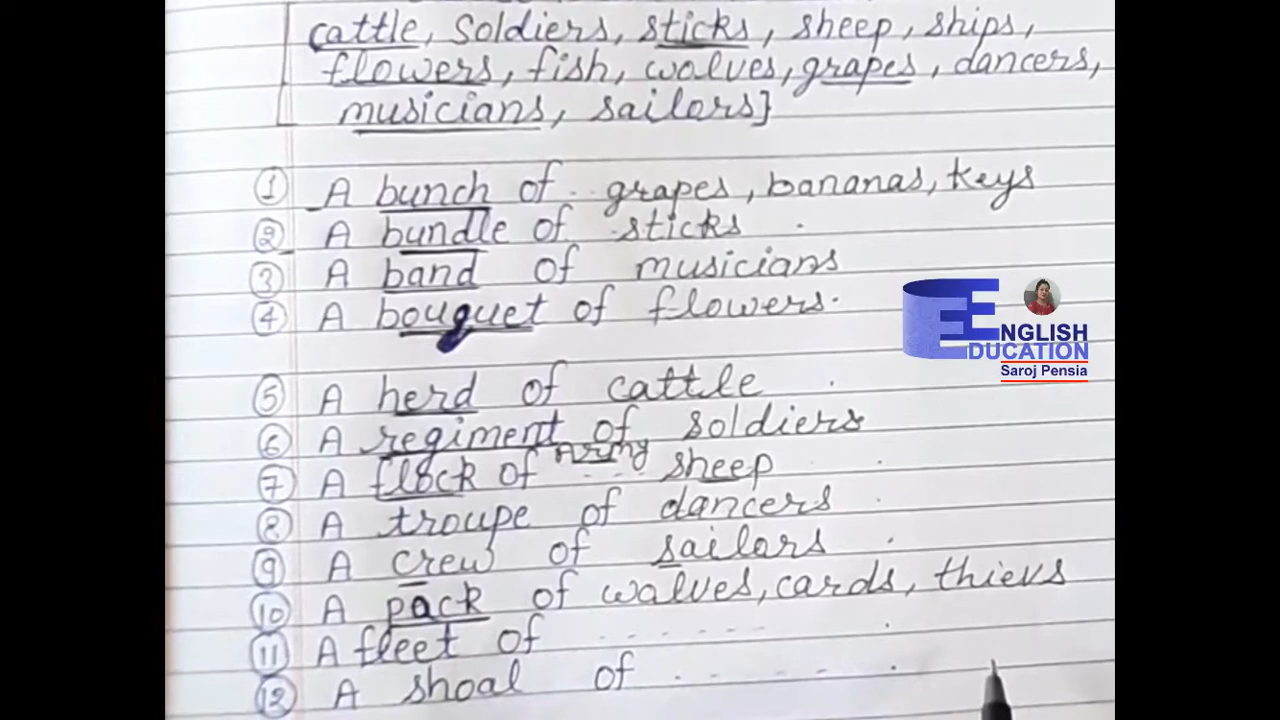 cattle, Soldiers, sticks, sheep, ships,
flowers, fish, walves, grapes, dancers,
musicians, sailors}
① A bunch of .. grapes, bananas, keys
② A bundle of .sticks .
③ A band of musicians
④ A bouquet of flowers.
ENGLISH
EDUCATION
Saroj Pensia
⑤ A herd of cattle .
⑥ A regiment of soldiers
Army
⑦ A flock of ... sheep .
⑧ A troupe of dancers .
⑨ A crew of sailors .
⑩ A pack of walves, cards, thievs
⑪ A fleet of ....... .
⑫ A shoal of ..... .